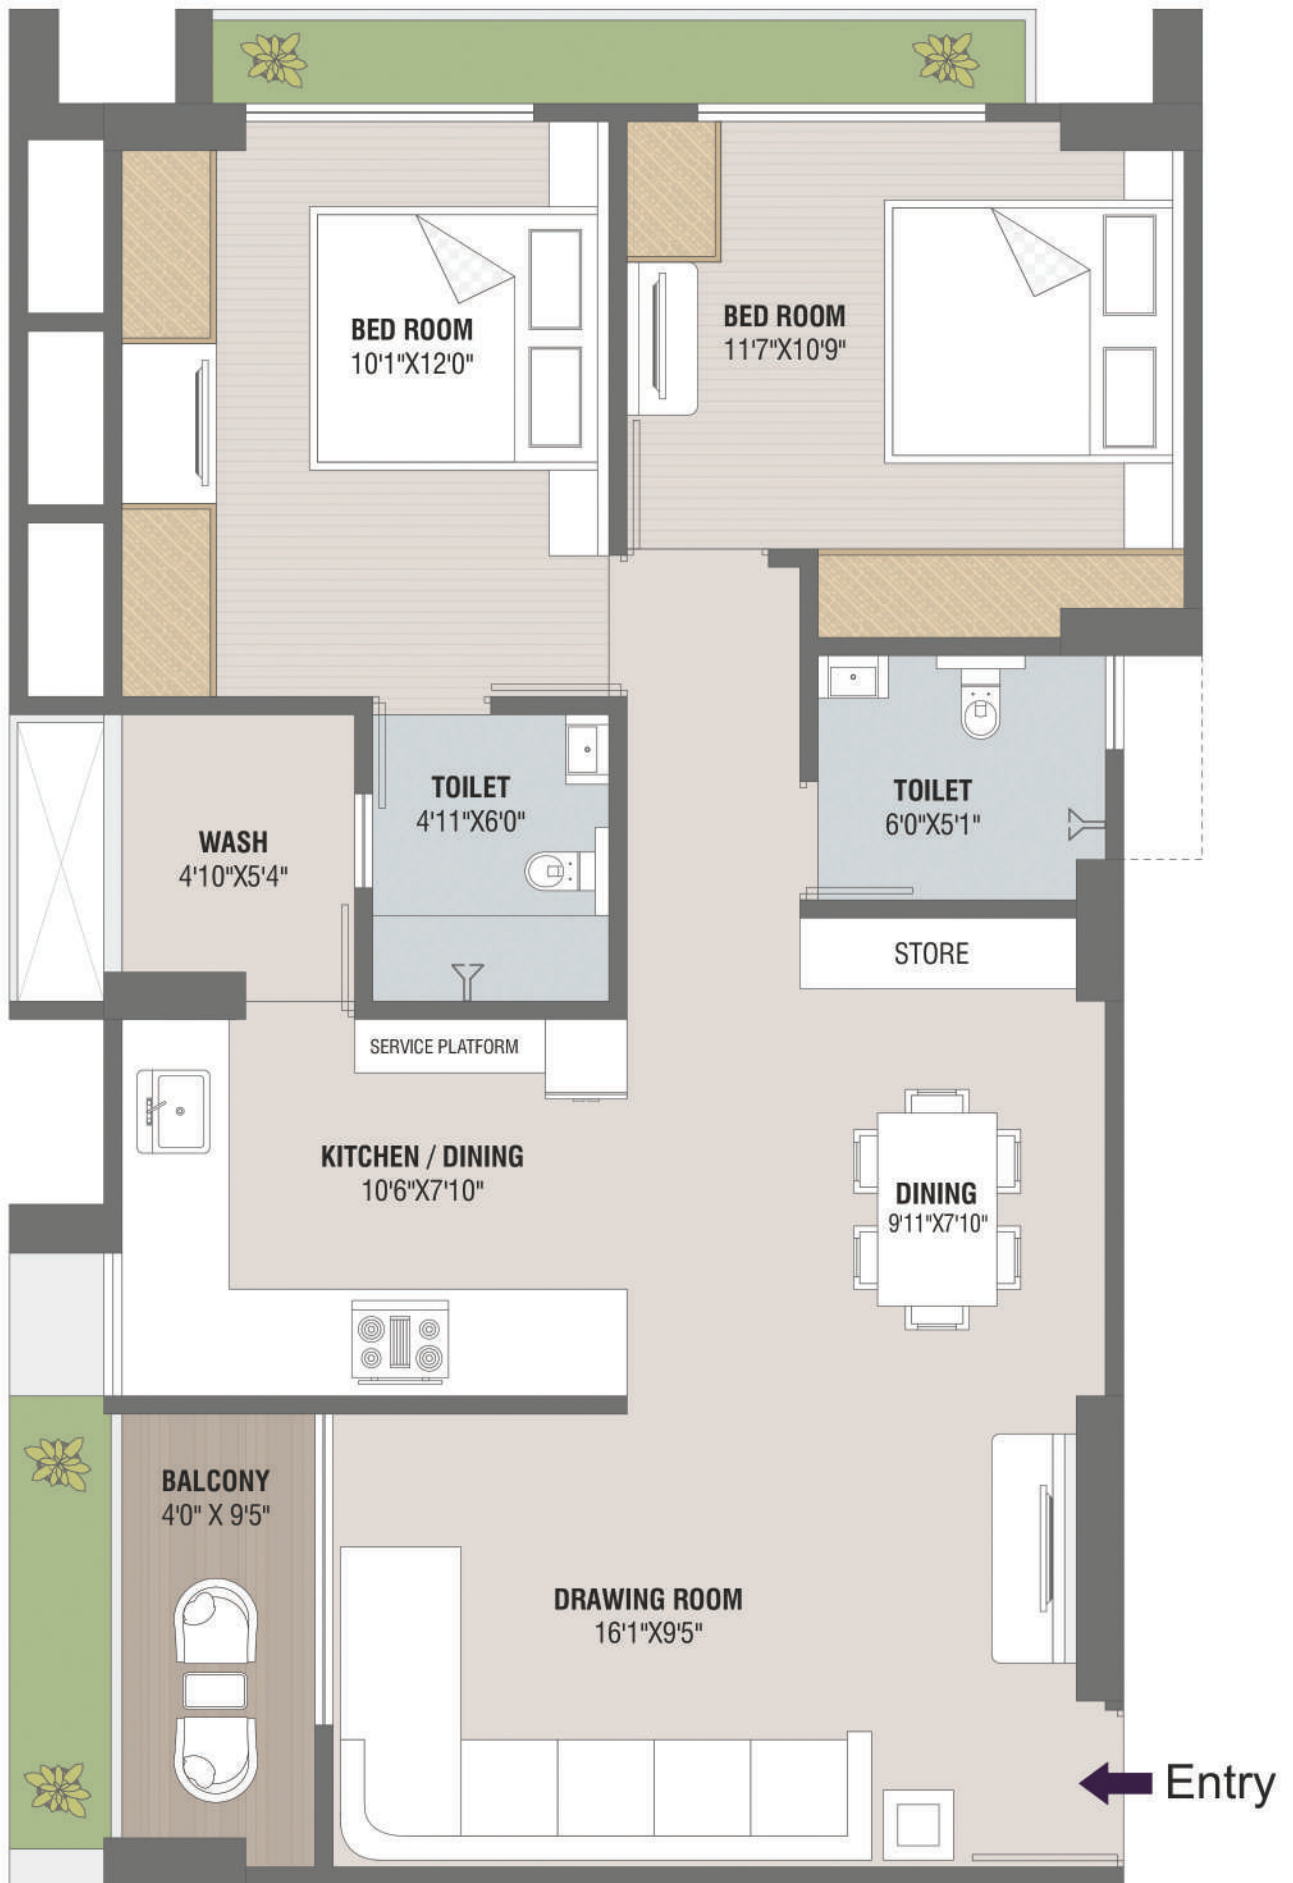 BED ROOM
10'1"X12'0"
BED ROOM
11'7"X10'9"
TOILET
4'11"X6'0"
TOILET
6'0"X5'1"
WASH
4'10"X5'4"
STORE
SERVICE PLATFORM
KITCHEN / DINING
10'6"X7'10"
DINING
9'11"X7'10"
BALCONY
4'0" X 9'5"
DRAWING ROOM
16'1"X9'5"
Entry